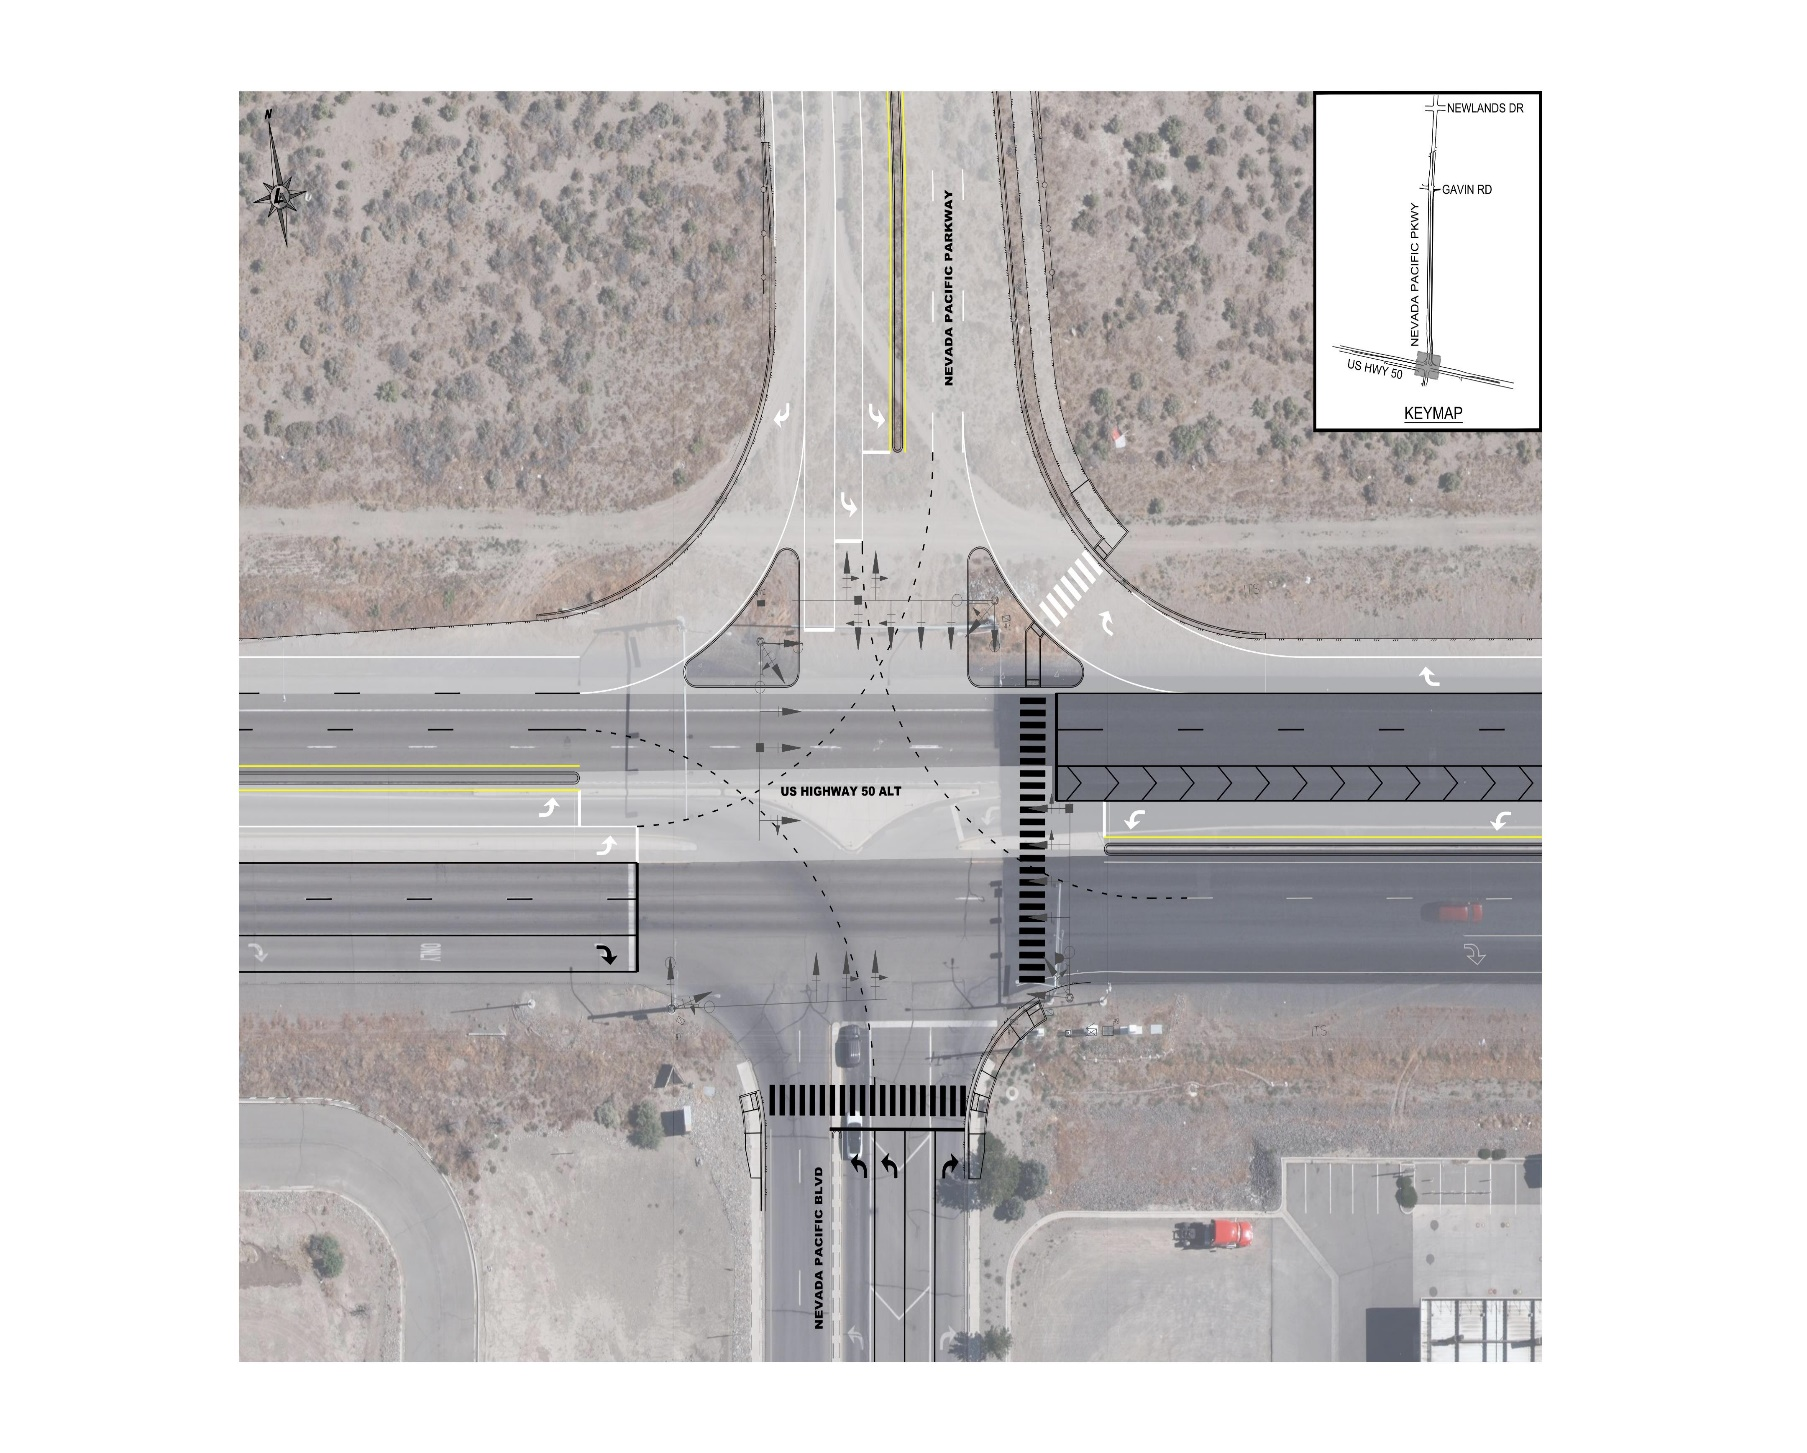 N
NEWLANDS DR
GAVIN RD
NEVADA PACIFIC PKWY
US HWY 50
KEYMAP
NEVADA PACIFIC PARKWAY
US HIGHWAY 50 ALT
ONLY
NEVADA PACIFIC BLVD